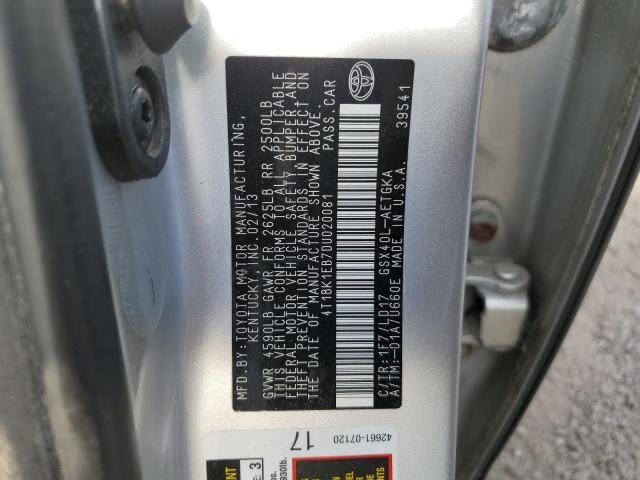 MFD.BY:TOYOTA MOTOR MANUFACTURING,
KENTUCKY, INC. 02/13
GVWR 4590LB GAWR FR 2625LB RR 2500LB
THIS VEHICLE CONFORMS TO ALL APPLICABLE
FEDERAL MOTOR VEHICLE SAFETY BUMPER,AND
THEFT PREVENTION STANDARDS IN EFFECT ON
THE DATE OF MANUFACTURE SHOWN ABOVE.
4T1BK1EB7DU020081 PASS.CAR
C/TR:1F7/LD17 GSX40L-AETGKA
A/TM:-01A/U660E MADE IN U.S.A.
39541
17
42661-07120
3
930lb.